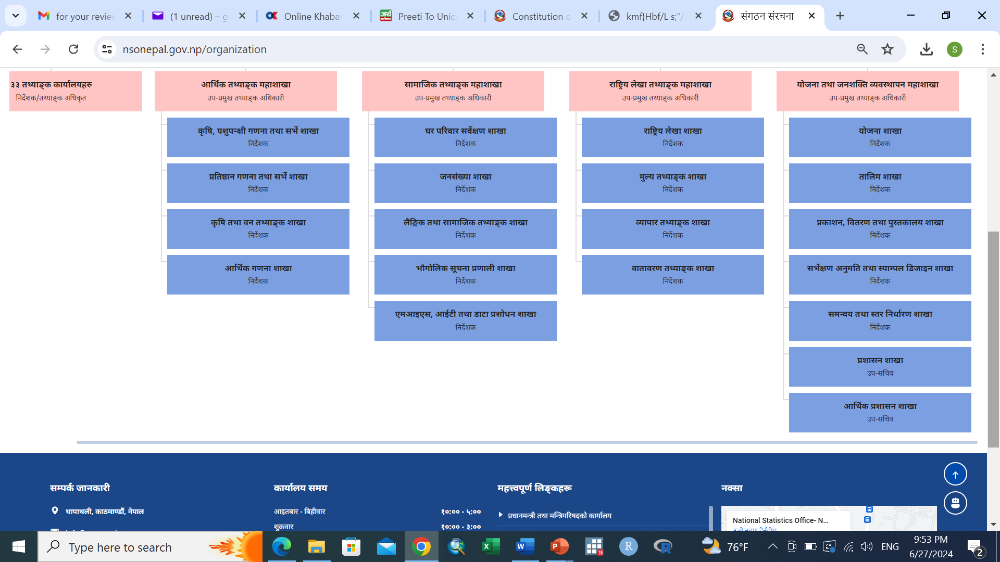 for your review
(1 unread) – g
Online Khabar
Preeti To Unic
Constitution o
kmf}Hbf/L s;"/
संगठन संरचना
nsonepal.gov.np/organization
S
३३ तथ्याङ्क कार्यालयहरु
निर्देशक/तथ्याङ्क अधिकृत
आर्थिक तथ्याङ्क महाशाखा
उप-प्रमुख तथ्याङ्क अधिकारी
कृषि, पशुपन्क्षी गणना तथा सर्भे शाखा
निर्देशक
प्रतिष्ठान गणना तथा सर्भे शाखा
निर्देशक
कृषि तथा वन तथ्याङ्क शाखा
निर्देशक
आर्थिक गणना शाखा
निर्देशक
सामाजिक तथ्याङ्क महाशाखा
उप-प्रमुख तथ्याङ्क अधिकारी
घर परिवार सर्वेक्षण शाखा
निर्देशक
जनसंख्या शाखा
निर्देशक
लैङ्गिक तथा सामाजिक तथ्याङ्क शाखा
निर्देशक
भौगोलिक सूचना प्रणाली शाखा
निर्देशक
एमआइएस, आईटी तथा डाटा प्रशोधन शाखा
निर्देशक
राष्ट्रिय लेखा तथ्याङ्क महाशाखा
उप-प्रमुख तथ्याङ्क अधिकारी
राष्ट्रिय लेखा शाखा
निर्देशक
मुल्य तथ्याङ्क शाखा
निर्देशक
व्यापार तथ्याङ्क शाखा
निर्देशक
वातावरण तथ्याङ्क शाखा
निर्देशक
योजना तथा जनशक्ति व्यवस्थापन महाशाखा
उप-प्रमुख तथ्याङ्क अधिकारी
योजना शाखा
निर्देशक
तालिम शाखा
निर्देशक
प्रकाशन, वितरण तथा पुस्तकालय शाखा
निर्देशक
सर्भेक्षण अनुमति तथा स्याम्पल डिजाइन शाखा
निर्देशक
समन्वय तथा स्तर निर्धारण शाखा
निर्देशक
प्रशासन शाखा
उप-सचिव
आर्थिक प्रशासन शाखा
उप-सचिव
सम्पर्क जानकारी
थापाथली, काठमाण्डौं, नेपाल
कार्यालय समय
आइतबार - बिहीवार १०:०० - ५:००
शुक्रवार १०:०० - ३:००
महत्त्वपूर्ण लिङ्कहरू
प्रधानमन्त्री तथा मन्त्रिपरिषदको कार्यालय
नक्सा
National Statistics Office- N...
Type here to search
76°F
ENG
9:53 PM
6/27/2024
2